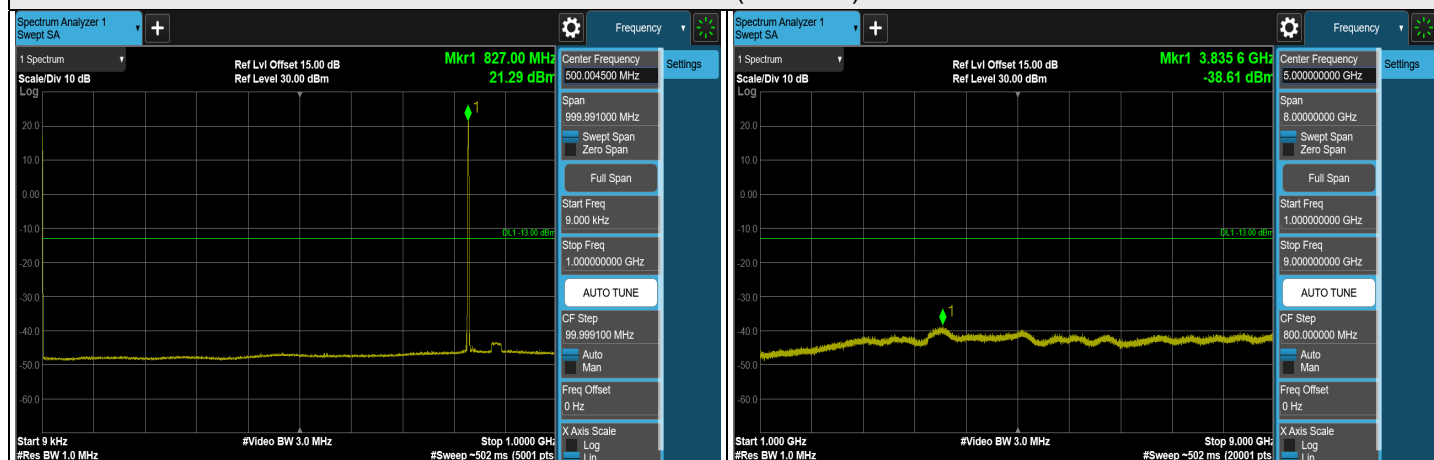 Spectrum Analyzer 1
Swept SA
Frequency
1 Spectrum
Scale/Div 10 dB
Log
Ref Lvl Offset 15.00 dB
Ref Level 30.00 dBm
Mkr1 827.00 MHz
21.29 dBm
1
20.0
10.0
0.00
-10.0
-20.0
-30.0
-40.0
-50.0
-60.0
DL1 -13.00 dBm
Start 9 kHz
#Res BW 1.0 MHz
#Video BW 3.0 MHz
Stop 1.0000 GHz
#Sweep ~502 ms (5001 pts
Center Frequency
500.004500 MHz
Span
999.991000 MHz
Swept Span
Zero Span
Full Span
Start Freq
9.000 kHz
Stop Freq
1.000000000 GHz
AUTO TUNE
CF Step
99.999100 MHz
Auto
Man
Freq Offset
0 Hz
X Axis Scale
Log
Lin
Settings
Spectrum Analyzer 1
Swept SA
Frequency
1 Spectrum
Scale/Div 10 dB
Log
Ref Lvl Offset 15.00 dB
Ref Level 30.00 dBm
Mkr1 3.835 6 GHz
-38.61 dBm
1
20.0
10.0
0.00
-10.0
-20.0
-30.0
-40.0
-50.0
-60.0
DL1 -13.00 dBm
Start 1.000 GHz
#Res BW 1.0 MHz
#Video BW 3.0 MHz
Stop 9.000 GHz
#Sweep ~502 ms (20001 pts
Center Frequency
5.000000000 GHz
Span
8.00000000 GHz
Swept Span
Zero Span
Full Span
Start Freq
1.000000000 GHz
Stop Freq
9.000000000 GHz
AUTO TUNE
CF Step
800.000000 MHz
Auto
Man
Freq Offset
0 Hz
X Axis Scale
Log
Lin
Settings